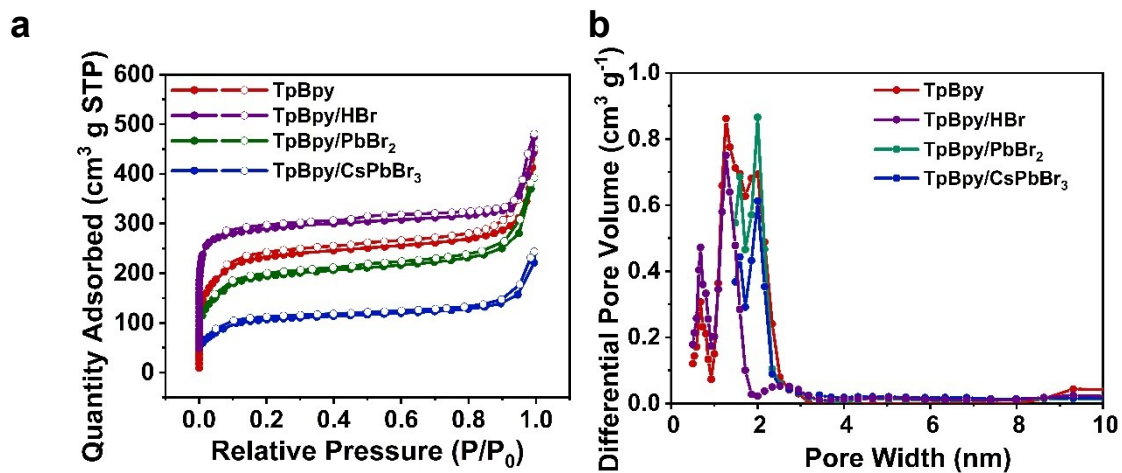 a
Quantity Adsorbed (cm³ g STP)
600
500
400
300
200
100
0
TpBpy
TpBpy/HBr
TpBpy/PbBr₂
TpBpy/CsPbBr₃
0.0 0.2 0.4 0.6 0.8 1.0
Relative Pressure (P/P₀)
b
Differential Pore Volume (cm³ g⁻¹)
1.0
0.8
0.6
0.4
0.2
0.0
TpBpy
TpBpy/HBr
TpBpy/PbBr₂
TpBpy/CsPbBr₃
0 2 4 6 8 10
Pore Width (nm)